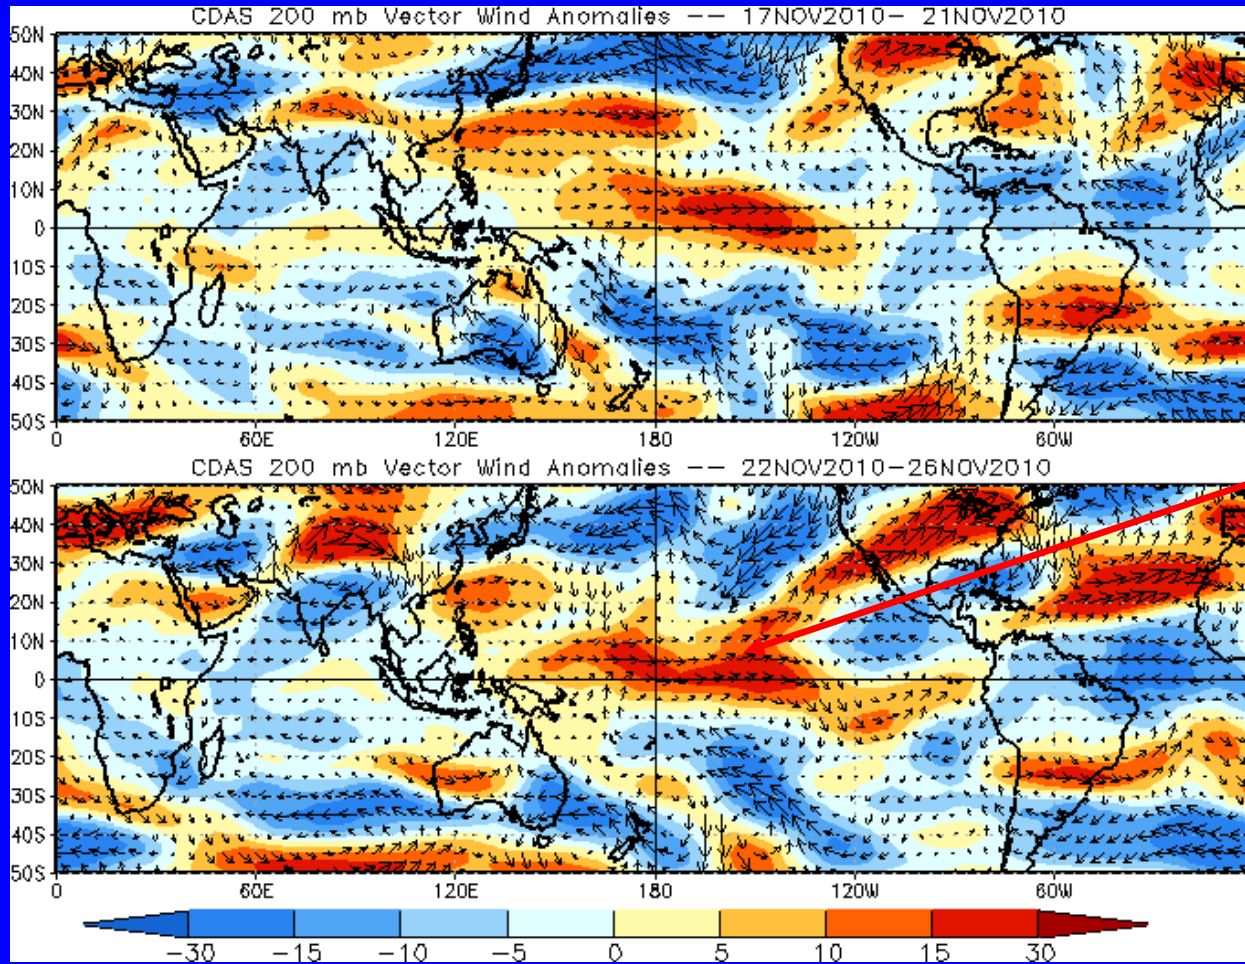 CDAS 200 mb Vector Wind Anomalies -- 17NOV2010- 21NOV2010
50N
40N
30N
20N
10N
0
10S
20S
30S
40S
50S
0 60E 120E 180 120W 60W
CDAS 200 mb Vector Wind Anomalies -- 22NOV2010-26NOV2010
50N
40N
30N
20N
10N
0
10S
20S
30S
40S
50S
0 60E 120E 180 120W 60W
-30 -15 -10 -5 0 5 10 15 30